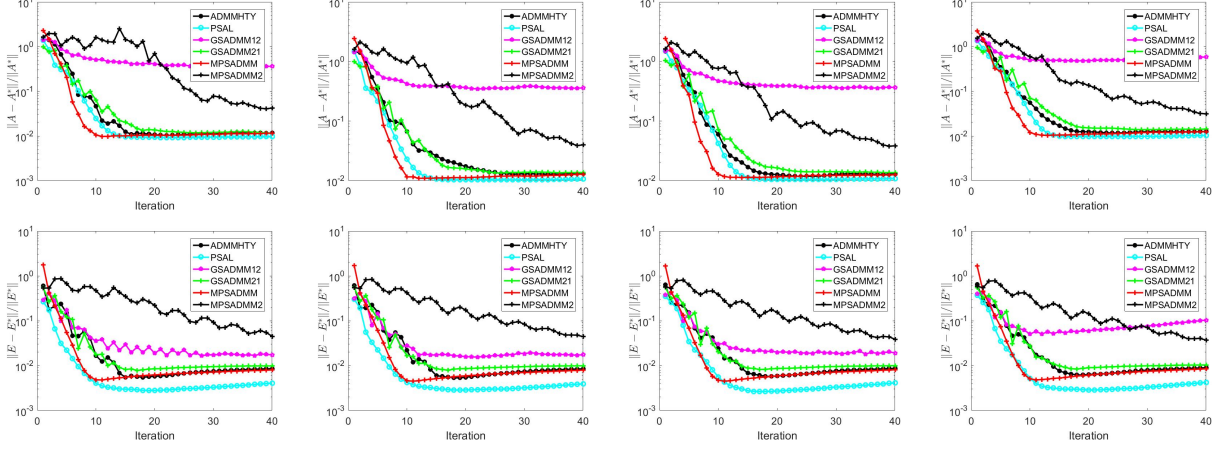 10¹
10⁰
10⁻¹
10⁻²
10⁻³
||A − A*||/||A*||
0 10 20 30 40
Iteration
ADMMHTY
PSAL
GSADMM12
GSADMM21
MPSADMM
MPSADMM2
10¹
10⁰
10⁻¹
10⁻²
||A − A*||/||A*||
0 10 20 30 40
Iteration
ADMMHTY
PSAL
GSADMM12
GSADMM21
MPSADMM
MPSADMM2
10¹
10⁰
10⁻¹
10⁻²
||A − A*||/||A*||
0 10 20 30 40
Iteration
ADMMHTY
PSAL
GSADMM12
GSADMM21
MPSADMM
MPSADMM2
10¹
10⁰
10⁻¹
10⁻²
10⁻³
||A − A*||/||A*||
0 10 20 30 40
Iteration
ADMMHTY
PSAL
GSADMM12
GSADMM21
MPSADMM
MPSADMM2
10¹
10⁰
10⁻¹
10⁻²
10⁻³
||E − E*||/||E*||
0 10 20 30 40
Iteration
ADMMHTY
PSAL
GSADMM12
GSADMM21
MPSADMM
MPSADMM2
10¹
10⁰
10⁻¹
10⁻²
10⁻³
||E − E*||/||E*||
0 10 20 30 40
Iteration
ADMMHTY
PSAL
GSADMM12
GSADMM21
MPSADMM
MPSADMM2
10¹
10⁰
10⁻¹
10⁻²
10⁻³
||E − E*||/||E*||
0 10 20 30 40
Iteration
ADMMHTY
PSAL
GSADMM12
GSADMM21
MPSADMM
MPSADMM2
10¹
10⁰
10⁻¹
10⁻²
10⁻³
||E − E*||/||E*||
0 10 20 30 40
Iteration
ADMMHTY
PSAL
GSADMM12
GSADMM21
MPSADMM
MPSADMM2